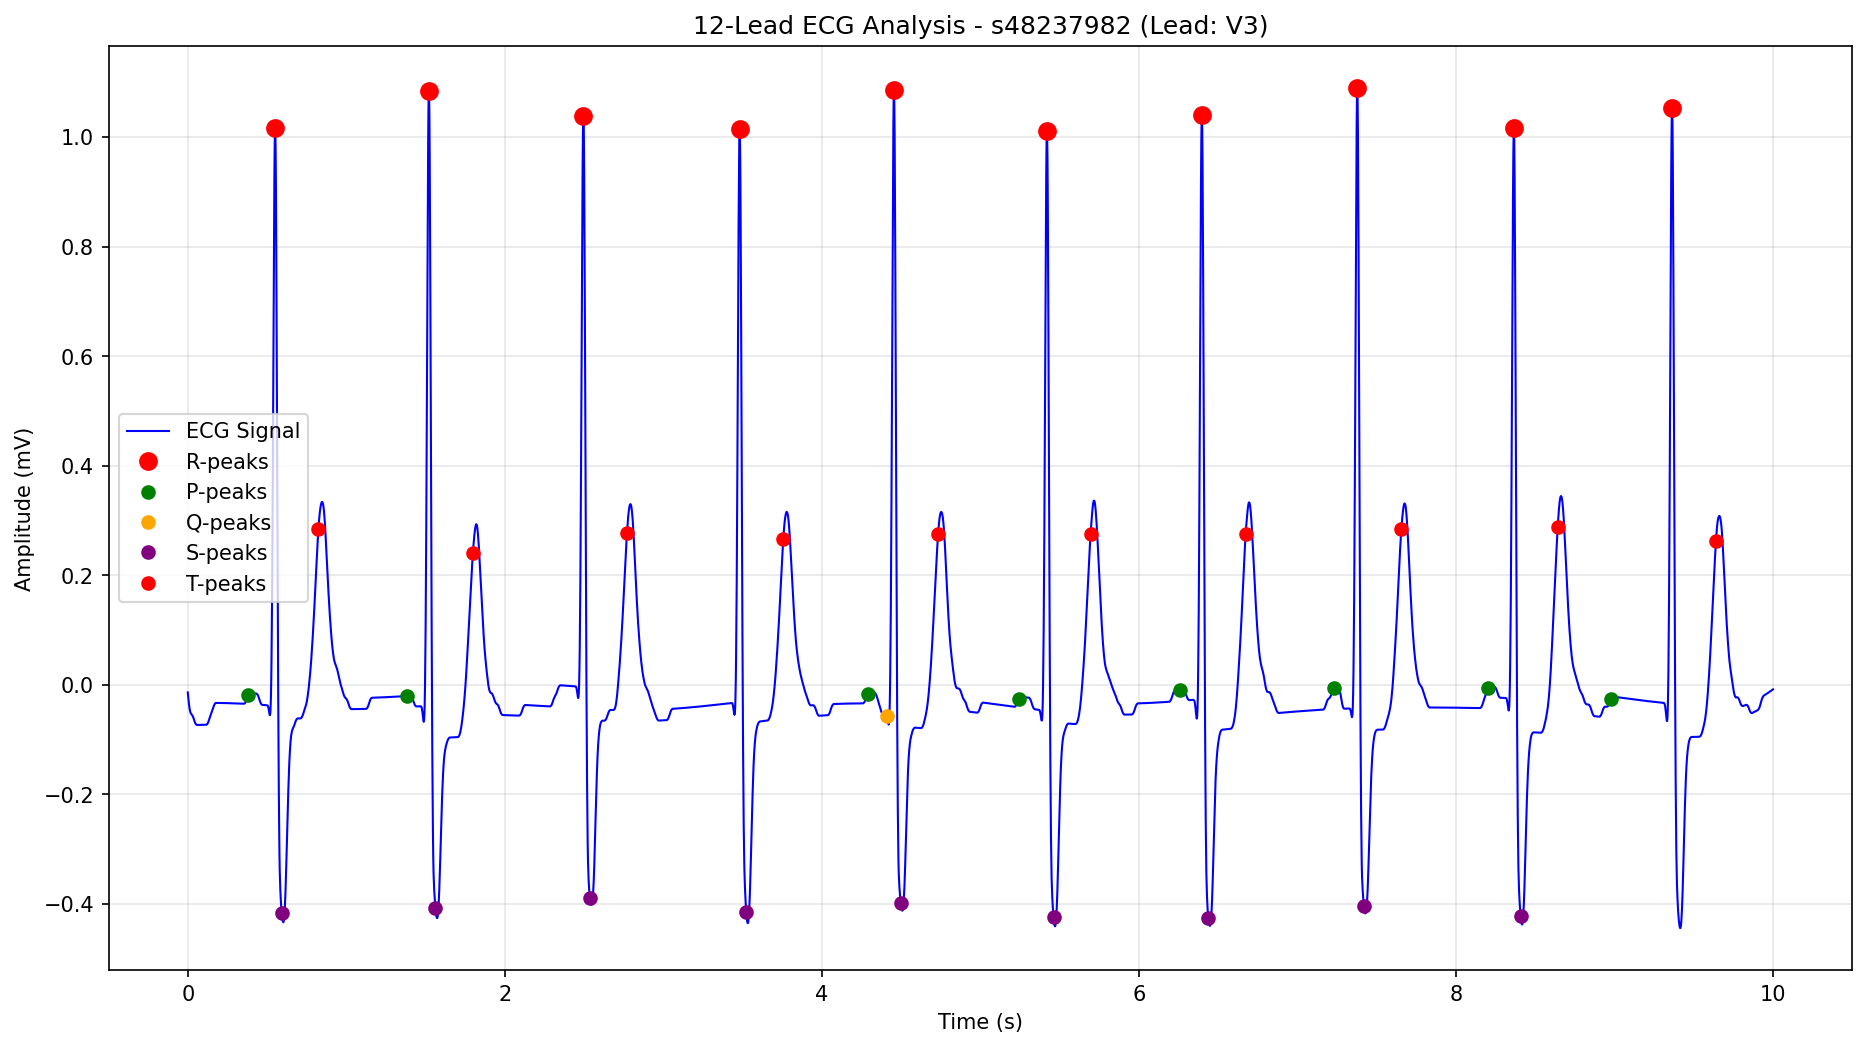 12-Lead ECG Analysis - s48237982 (Lead: V3)
Amplitude (mV)
1.0
0.8
0.6
0.4
0.2
0.0
−0.2
−0.4
ECG Signal
R-peaks
P-peaks
Q-peaks
S-peaks
T-peaks
0 2 4 6 8 10
Time (s)